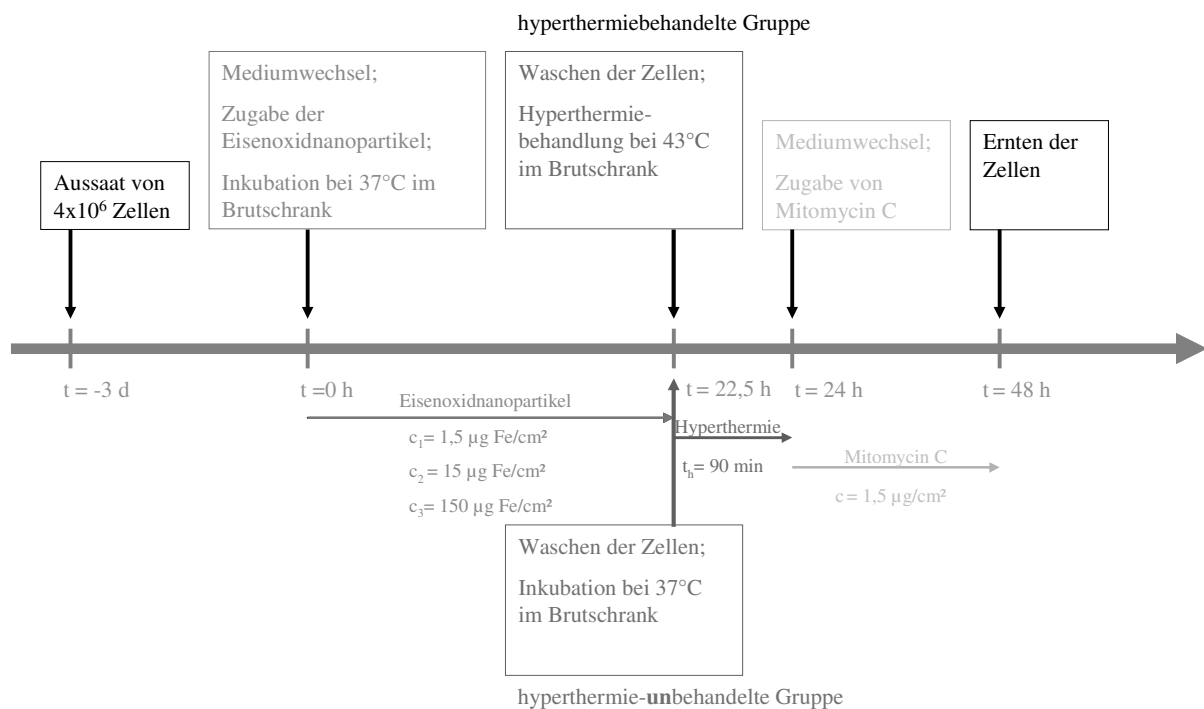 hyperthermiebehandelte Gruppe
Aussaat von
4x10⁶ Zellen
Mediumwechsel;
Zugabe der
Eisenoxidnanopartikel;
Inkubation bei 37°C im
Brutschrank
Waschen der Zellen;
Hyperthermie-
behandlung bei 43°C
im Brutschrank
Mediumwechsel;
Zugabe von
Mitomycin C
Ernten der
Zellen
t = -3 d
t =0 h
t = 22,5 h
t = 24 h
t = 48 h
Eisenoxidnanopartikel
c₁= 1,5 µg Fe/cm²
c₂ = 15 µg Fe/cm²
c₃= 150 µg Fe/cm²
Hyperthermie
tₕ= 90 min
Mitomycin C
c = 1,5 µg/cm²
Waschen der Zellen;
Inkubation bei 37°C
im Brutschrank
hyperthermie-unbehandelte Gruppe